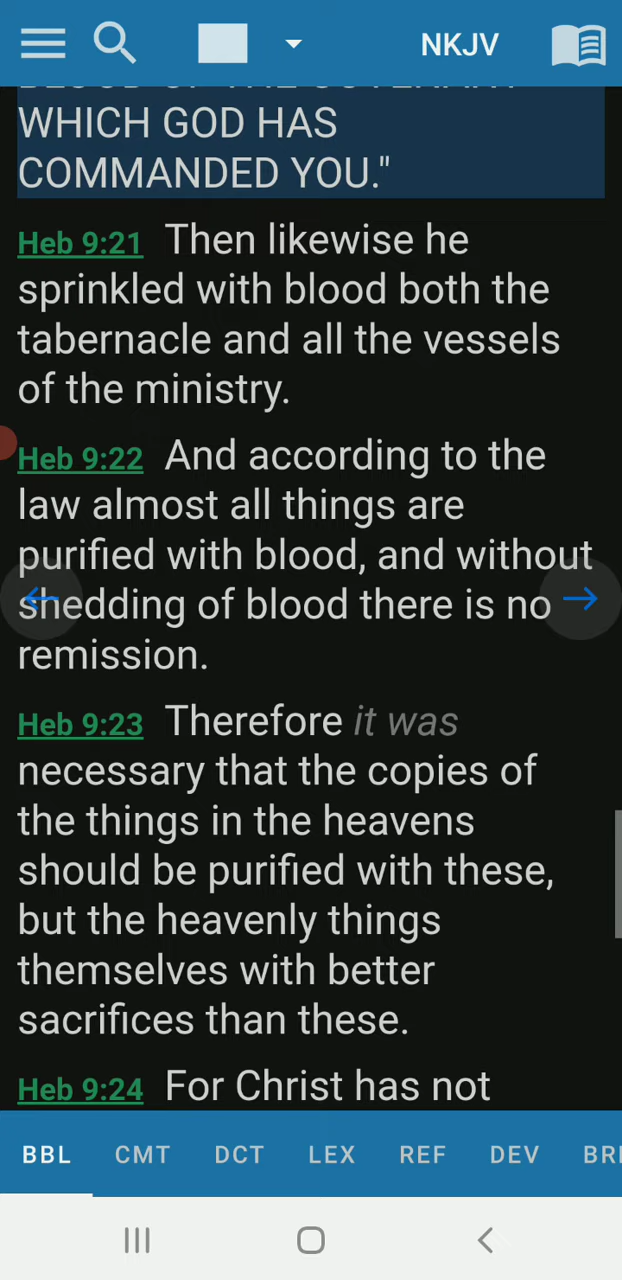 NKJV
WHICH GOD HAS
COMMANDED YOU."
Heb 9:21 Then likewise he
sprinkled with blood both the
tabernacle and all the vessels
of the ministry.
Heb 9:22 And according to the
law almost all things are
purified with blood, and without
shedding of blood there is no
remission.
Heb 9:23 Therefore it was
necessary that the copies of
the things in the heavens
should be purified with these,
but the heavenly things
themselves with better
sacrifices than these.
Heb 9:24 For Christ has not
BBL CMT DCT LEX REF DEV